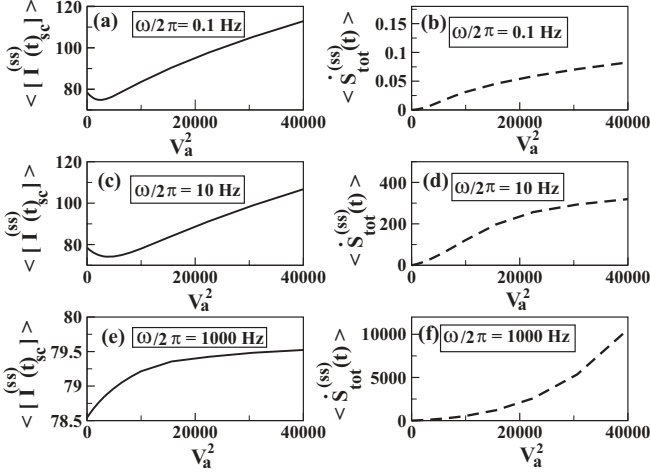 (a) ω/2π= 0.1 Hz
< [ I^(ss)(t)_sc ] >
120
100
80
0 20000 40000
V_a^2
(b) ω/2π = 0.1 Hz
< Ṡ_tot^(ss)(t) >
0.15
0.1
0.05
0
0 20000 40000
V_a^2
(c) ω/2π = 10 Hz
< [ I^(ss)(t)_sc ] >
120
100
80
0 20000 40000
V_a^2
(d) ω/2π = 10 Hz
< Ṡ_tot^(ss)(t) >
400
200
0
0 20000 40000
V_a^2
(e) ω/2π = 1000 Hz
< [ I^(ss)(t)_sc ] >
80
79.5
79
78.5
0 20000 40000
V_a^2
(f) ω/2π = 1000 Hz
< Ṡ_tot^(ss)(t) >
10000
5000
0
0 20000 40000
V_a^2